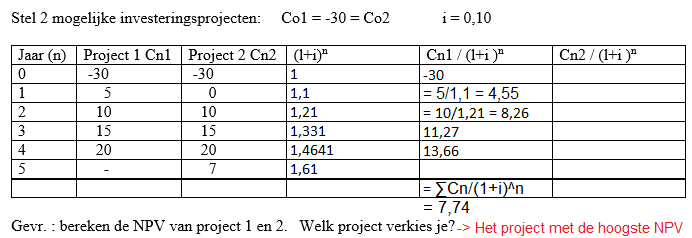 Stel 2 mogelijke investeringsprojecten: Co1 = -30 = Co2 i = 0,10
Jaar (n) Project 1 Cn1 Project 2 Cn2 (1+i)ⁿ Cn1 / (1+i )ⁿ Cn2 / (1+i )ⁿ
0 -30 -30 1 -30
1 5 0 1,1 = 5/1,1 = 4,55
2 10 10 1,21 = 10/1,21 = 8,26
3 15 15 1,331 11,27
4 20 20 1,4641 13,66
5 - 7 1,61
= ∑Cn/(1+i)^n
= 7,74
Gevr. : bereken de NPV van project 1 en 2. Welk project verkies je? -> Het project met de hoogste NPV